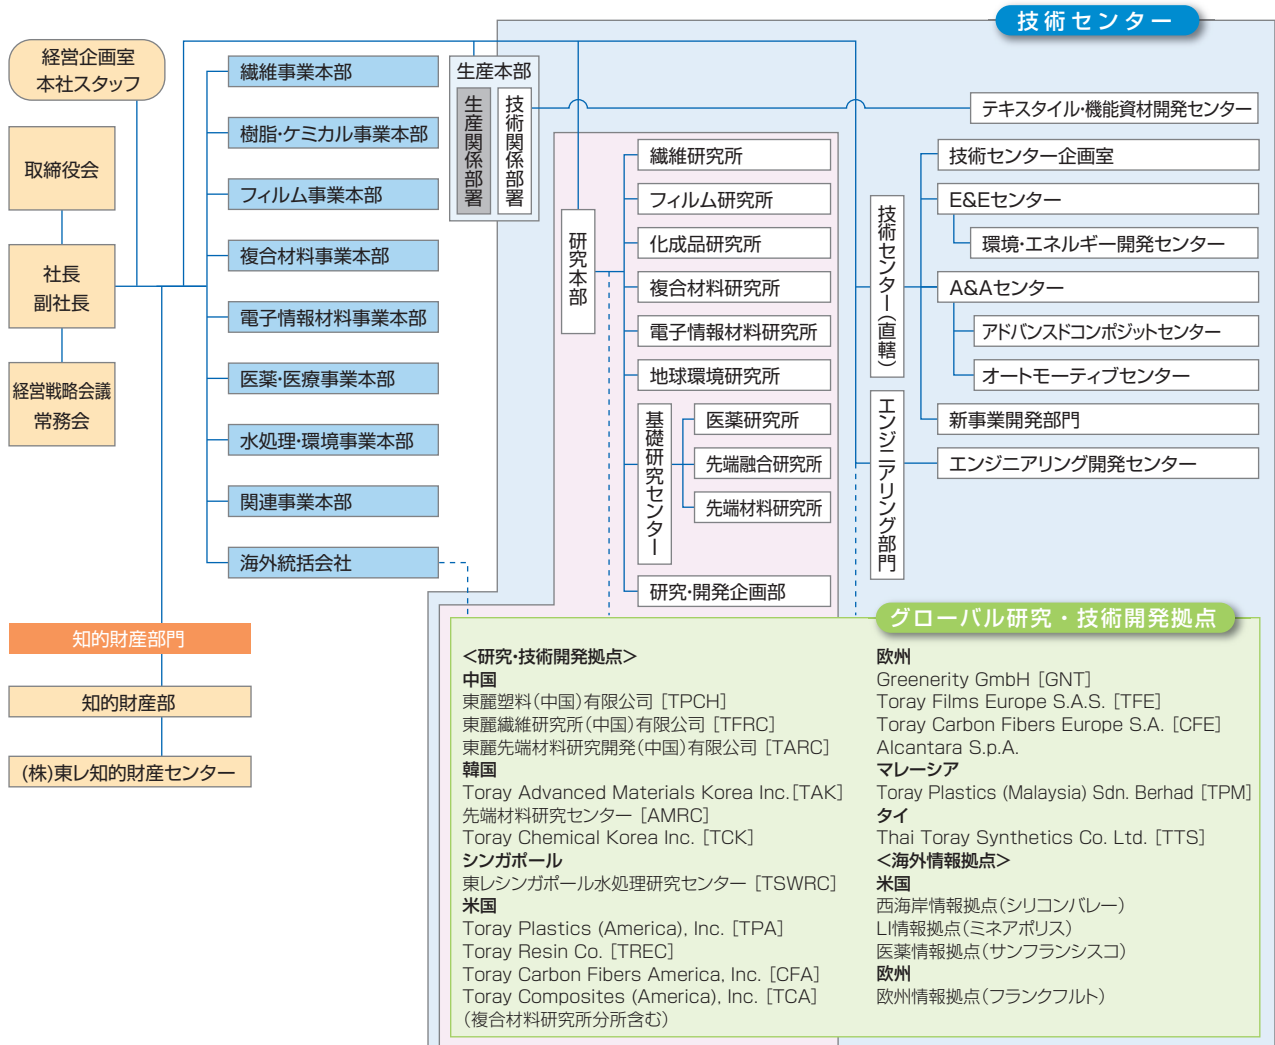 技術センター
経営企画室
本社スタッフ
取締役会
社長
副社長
経営戦略会議
常務会
繊維事業本部
樹脂・ケミカル事業本部
フィルム事業本部
複合材料事業本部
電子情報材料事業本部
医薬・医療事業本部
水処理・環境事業本部
関連事業本部
海外統括会社
知的財産部門
知的財産部
(株)東レ知的財産センター
生産本部
生産関係部署
技術関係部署
研究本部
繊維研究所
フィルム研究所
化成品研究所
複合材料研究所
電子情報材料研究所
地球環境研究所
基礎研究センター
医薬研究所
先端融合研究所
先端材料研究所
研究・開発企画部
テキスタイル・機能資材開発センター
技術センター(直轄)
技術センター企画室
E&Eセンター
環境・エネルギー開発センター
A&Aセンター
アドバンスドコンポジットセンター
オートモーティブセンター
新事業開発部門
エンジニアリング部門
エンジニアリング開発センター
グローバル研究・技術開発拠点
<研究・技術開発拠点>
中国
東麗塑料(中国)有限公司 [TPCH]
東麗繊維研究所(中国)有限公司 [TFRC]
東麗先端材料研究開発(中国)有限公司 [TARC]
韓国
Toray Advanced Materials Korea Inc.[TAK]
先端材料研究センター [AMRC]
Toray Chemical Korea Inc. [TCK]
シンガポール
東レシンガポール水処理研究センター [TSWRC]
米国
Toray Plastics (America), Inc. [TPA]
Toray Resin Co. [TREC]
Toray Carbon Fibers America, Inc. [CFA]
Toray Composites (America), Inc. [TCA]
(複合材料研究所分所含む)
欧州
Greenerity GmbH [GNT]
Toray Films Europe S.A.S. [TFE]
Toray Carbon Fibers Europe S.A. [CFE]
Alcantara S.p.A.
マレーシア
Toray Plastics (Malaysia) Sdn. Berhad [TPM]
タイ
Thai Toray Synthetics Co. Ltd. [TTS]
<海外情報拠点>
米国
西海岸情報拠点(シリコンバレー)
LI情報拠点(ミネアポリス)
医薬情報拠点(サンフランシスコ)
欧州
欧州情報拠点(フランクフルト)